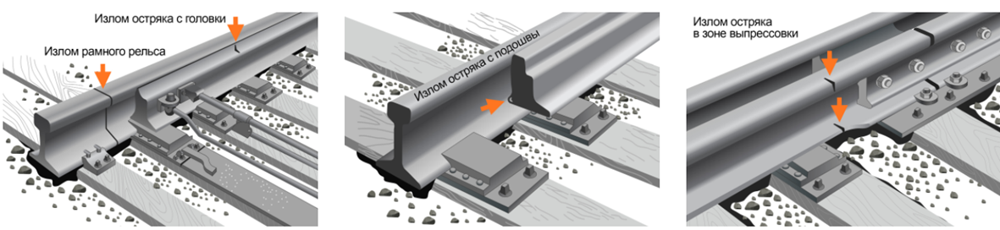 Излом остряка с головки
Излом рамного рельса
Излом остряка с подошвы
Излом остряка
в зоне выпрессовки